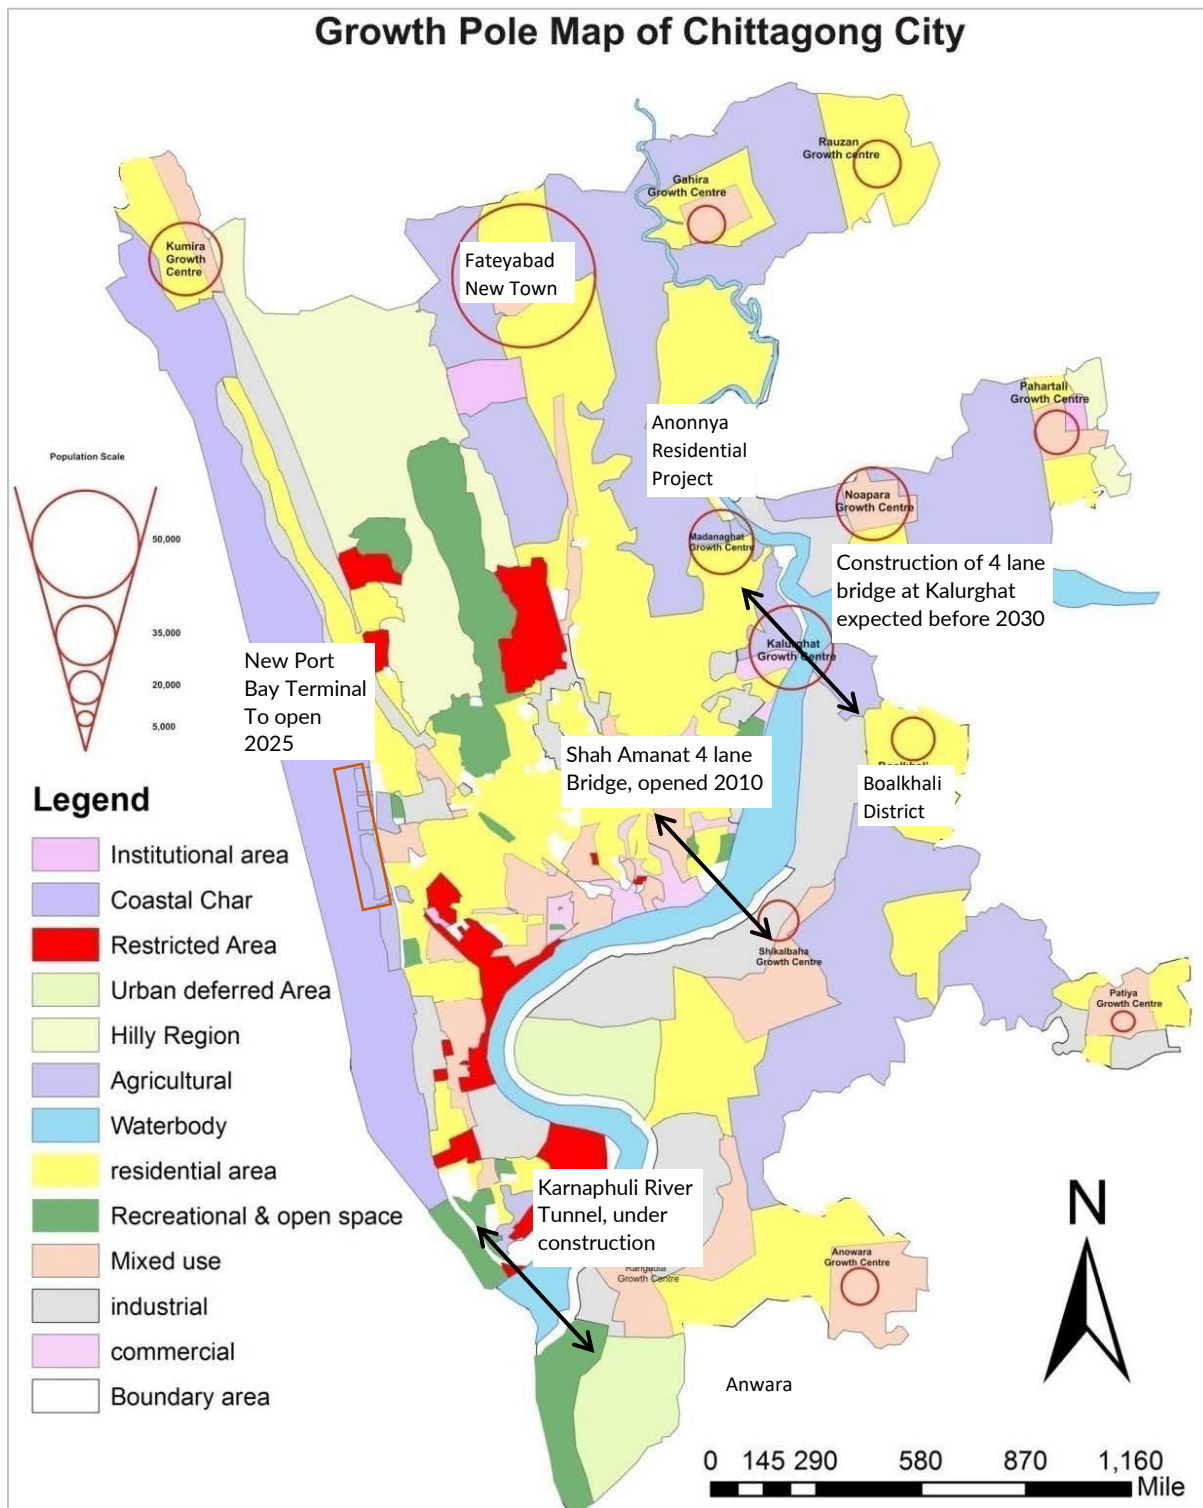 Growth Pole Map of Chittagong City
Rauzan
Growth centre
Gahira
Growth Centre
Kumira
Growth
Centre
Fateyabad
New Town
Pahartali
Growth Centre
Anonnya
Residential
Project
Population Scale
50,000
35,000
20,000
5,000
Noapara
Growth Centre
Madanaghat
Growth Centre
Construction of 4 lane
bridge at Kalurghat
expected before 2030
Kalurghat
Growth Centre
New Port
Bay Terminal
To open
2025
Shah Amanat 4 lane
Bridge, opened 2010
Boalkhali
District
Legend
Institutional area
Coastal Char
Restricted Area
Urban deferred Area
Hilly Region
Agricultural
Waterbody
residential area
Recreational & open space
Mixed use
industrial
commercial
Boundary area
Shikalbaha
Growth Centre
Patiya
Growth Centre
Karnaphuli River
Tunnel, under
construction
Rangadia
Growth Centre
Anowara
Growth Centre
Anwara
N
0 145 290 580 870 1,160
Mile